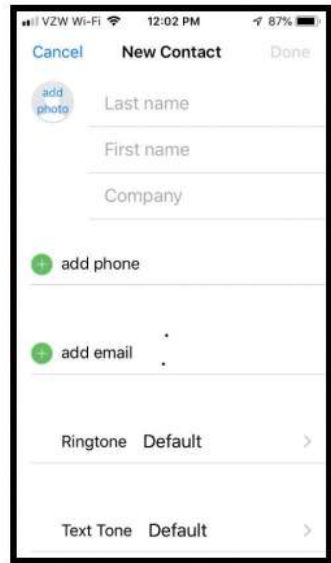 VZW Wi-Fi 12:02 PM 87%
Cancel New Contact Done
add photo
Last name
First name
Company
add phone
add email
Ringtone Default
Text Tone Default